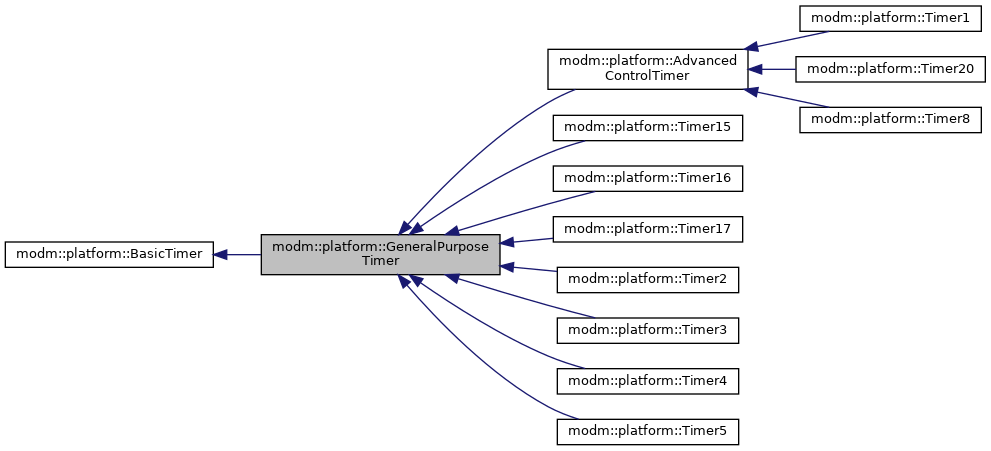 modm::platform::BasicTimer
modm::platform::GeneralPurpose
Timer
modm::platform::Advanced
ControlTimer
modm::platform::Timer15
modm::platform::Timer16
modm::platform::Timer17
modm::platform::Timer2
modm::platform::Timer3
modm::platform::Timer4
modm::platform::Timer5
modm::platform::Timer1
modm::platform::Timer20
modm::platform::Timer8